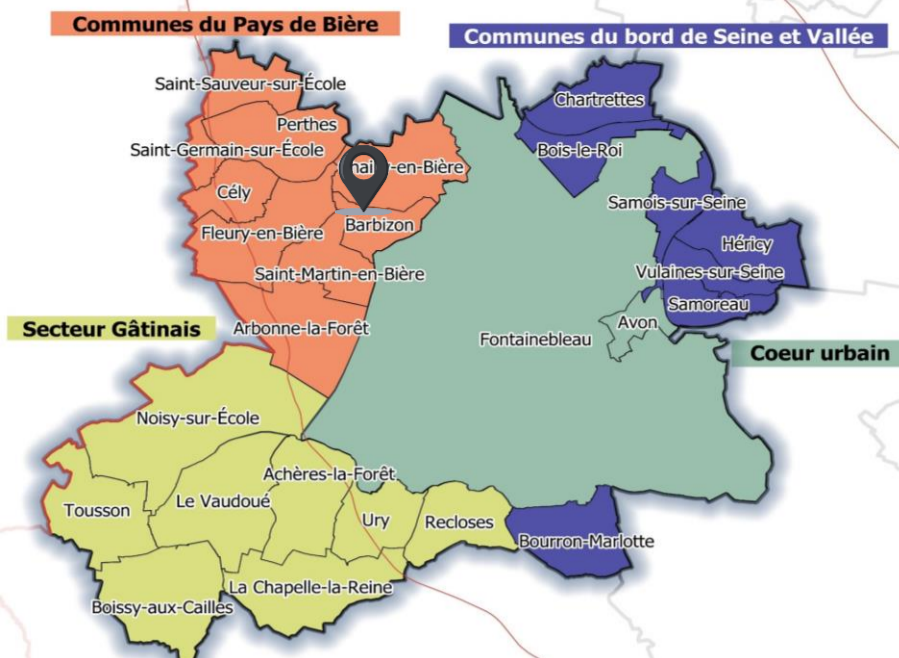 Communes du Pays de Bière
Communes du bord de Seine et Vallée
Saint-Sauveur-sur-École
Chartrettes
Perthes
Saint-Germain-sur-École
Bois-le-Roi
-en-Bière
Cély
Samois-sur-Seine
Barbizon
Fleury-en-Bière
Héricy
Saint-Martin-en-Bière
Vulaines-sur-Seine
Samoreau
Secteur Gâtinais
Arbonne-la-Forêt
Avon
Fontainebleau
Coeur urbain
Noisy-sur-École
Achères-la-Forêt
Le Vaudoué
Tousson
Ury
Recloses
Bourron-Marlotte
La Chapelle-la-Reine
Boissy-aux-Cailles